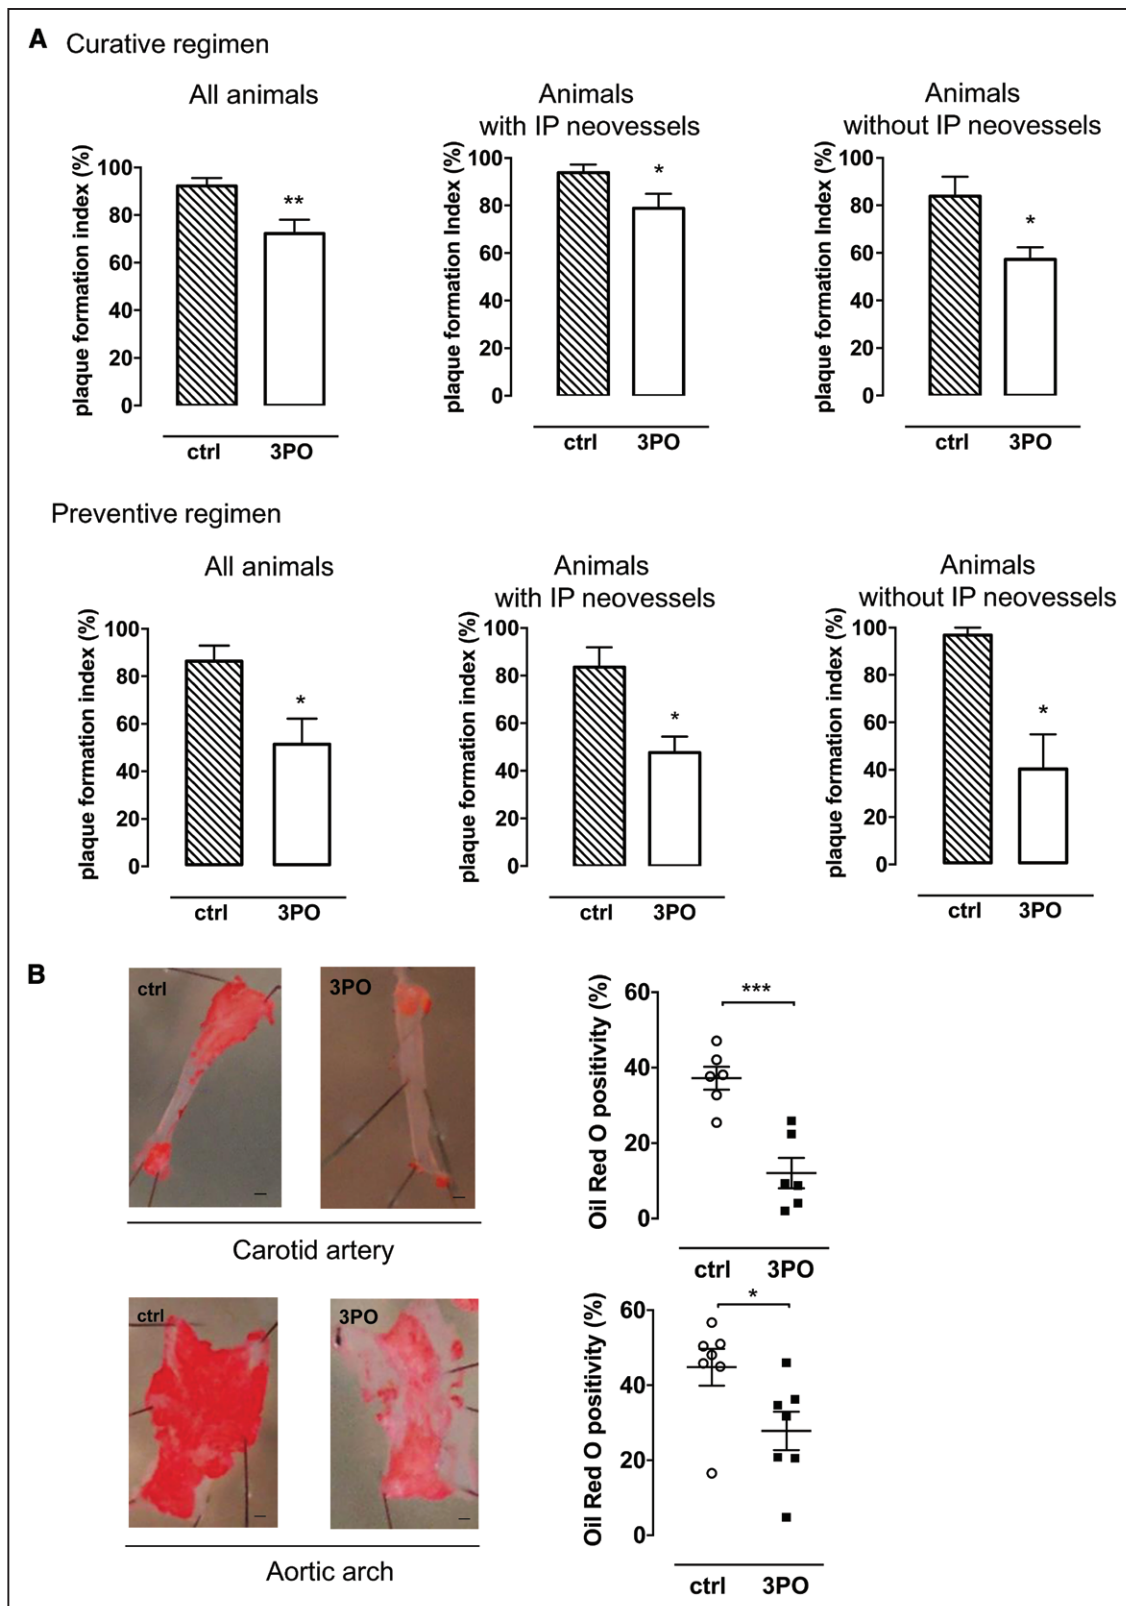 A Curative regimen
All animals
Animals
with IP neovessels
Animals
without IP neovessels
plaque formation index (%)
100
80
60
40
20
0
**
ctrl 3PO
plaque formation Index (%)
100
80
60
40
20
0
*
ctrl 3PO
plaque formation Index (%)
100
80
60
40
20
0
*
ctrl 3PO
Preventive regimen
All animals
Animals
with IP neovessels
Animals
without IP neovessels
plaque formation index (%)
100
80
60
40
20
0
*
ctrl 3PO
plaque formation index (%)
100
80
60
40
20
0
*
ctrl 3PO
plaque formation index (%)
100
80
60
40
20
0
*
ctrl 3PO
B
ctrl
3PO
Carotid artery
Oil Red O positivity (%)
60
40
20
0
***
ctrl 3PO
ctrl
3PO
Aortic arch
Oil Red O positivity (%)
60
40
20
0
*
ctrl 3PO